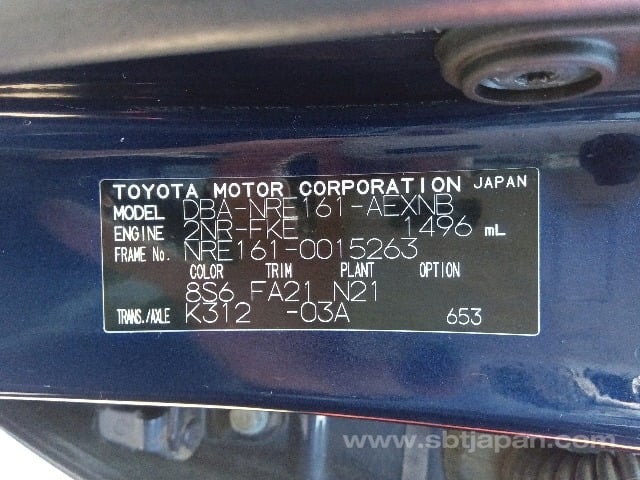 TOYOTA MOTOR CORPORATION JAPAN
MODEL DBA-NRE161-AEXNB
ENGINE 2NR-FKE 1496 mL
FRAME No. NRE161-0015263
COLOR TRIM PLANT OPTION
8S6 FA21 N21
TRANS./AXLE K312 -03A 653
www.sbtjapan.com